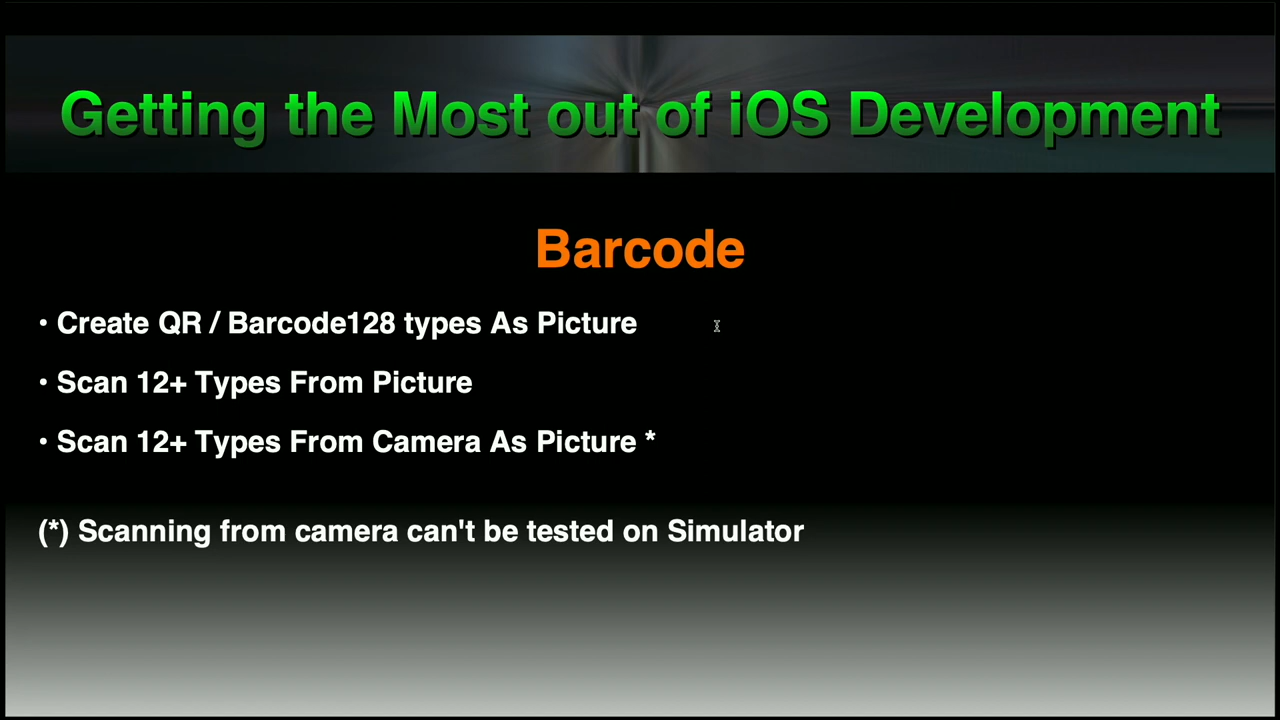 Getting the Most out of iOS Development
Barcode
• Create QR / Barcode128 types As Picture
• Scan 12+ Types From Picture
• Scan 12+ Types From Camera As Picture *
(*) Scanning from camera can't be tested on Simulator